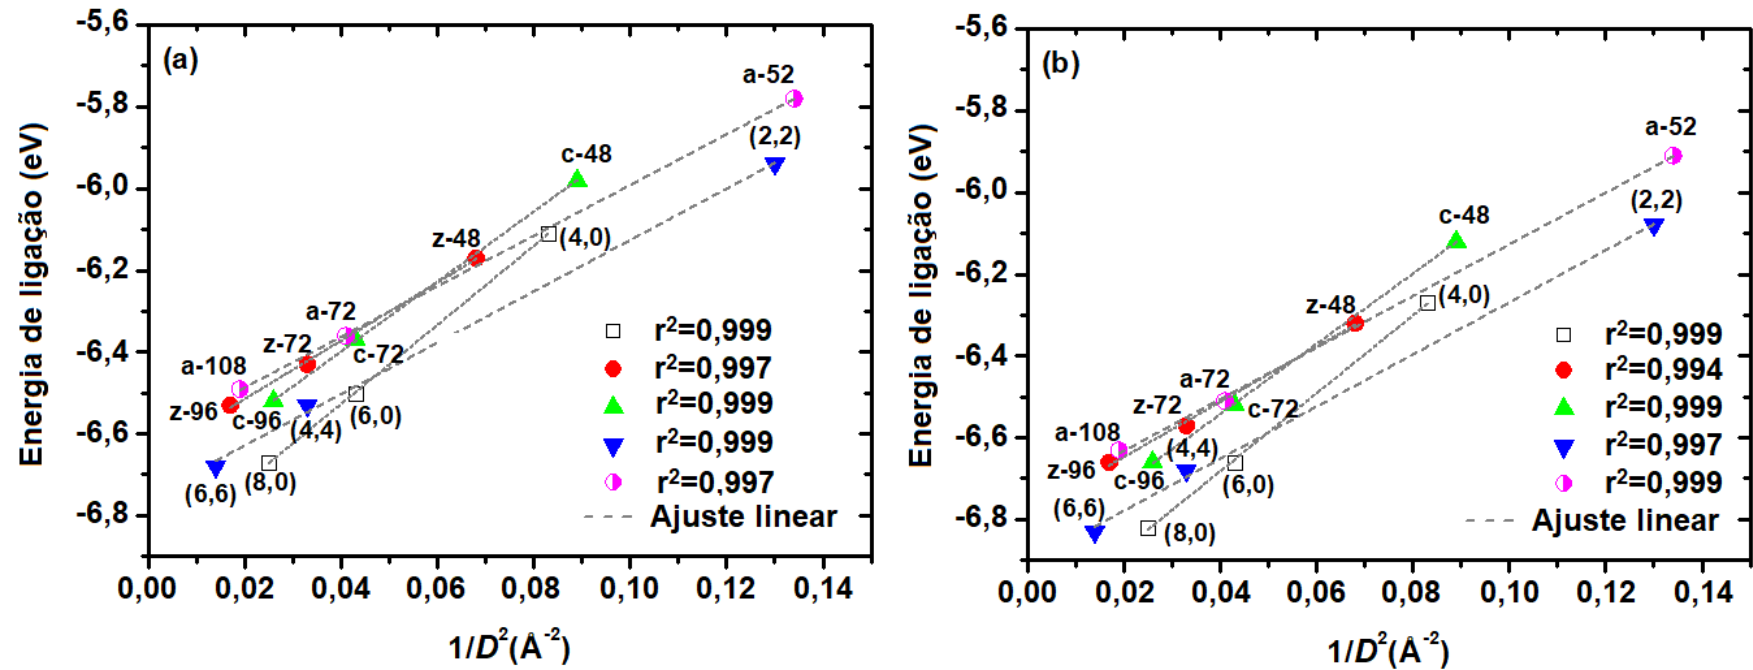 (a)
Energia de ligação (eV)
-5,6
-5,8
-6,0
-6,2
-6,4
-6,6
-6,8
a-52
(2,2)
c-48
z-48
(4,0)
a-72
z-72
c-72
a-108
z-96
c-96
(4,4)
(6,0)
(6,6)
(8,0)
r²=0,999
r²=0,997
r²=0,999
r²=0,999
r²=0,997
Ajuste linear
0,00 0,02 0,04 0,06 0,08 0,10 0,12 0,14
1/D²(Å⁻²)
(b)
Energia de ligação (eV)
-5,6
-5,8
-6,0
-6,2
-6,4
-6,6
-6,8
a-52
(2,2)
c-48
z-48
(4,0)
a-72
z-72
c-72
a-108
(4,4)
z-96
c-96
(6,0)
(6,6)
(8,0)
r²=0,999
r²=0,994
r²=0,999
r²=0,997
r²=0,999
Ajuste linear
0,00 0,02 0,04 0,06 0,08 0,10 0,12 0,14
1/D²(Å⁻²)